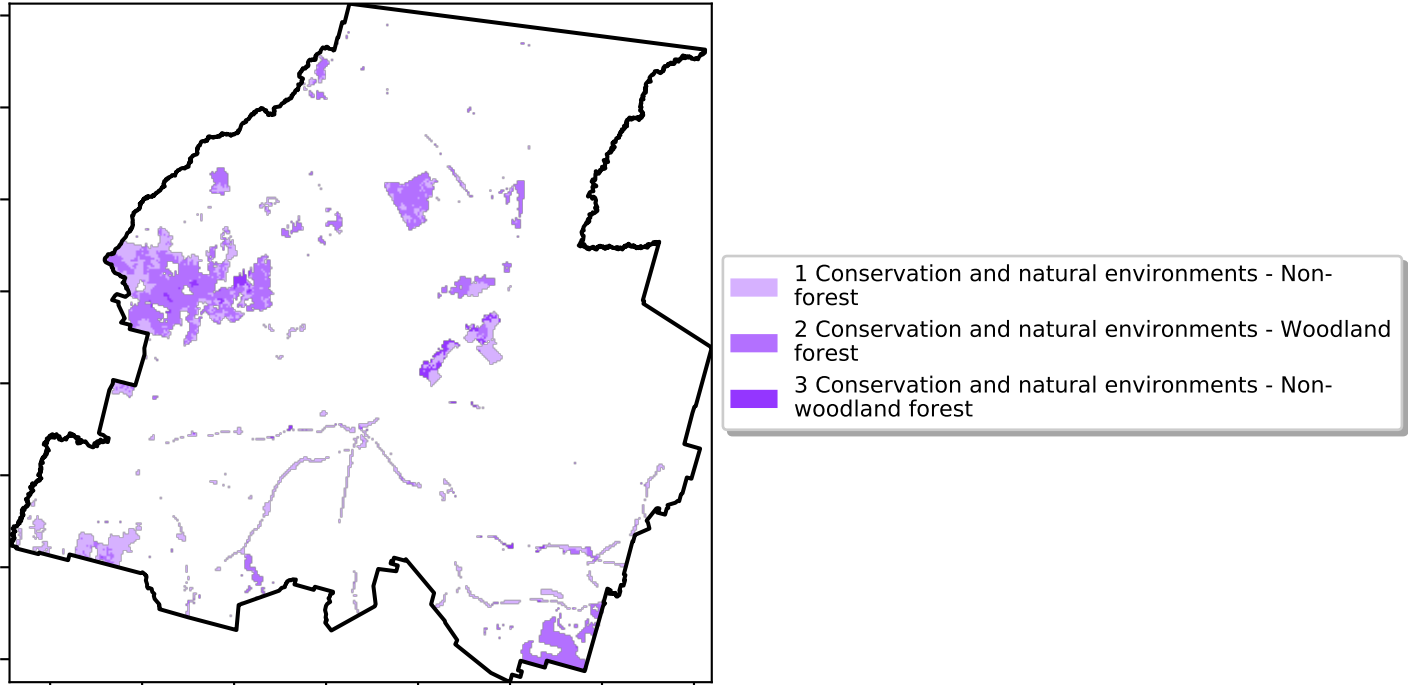 1 Conservation and natural environments - Non-
forest
2 Conservation and natural environments - Woodland
forest
3 Conservation and natural environments - Non-
woodland forest